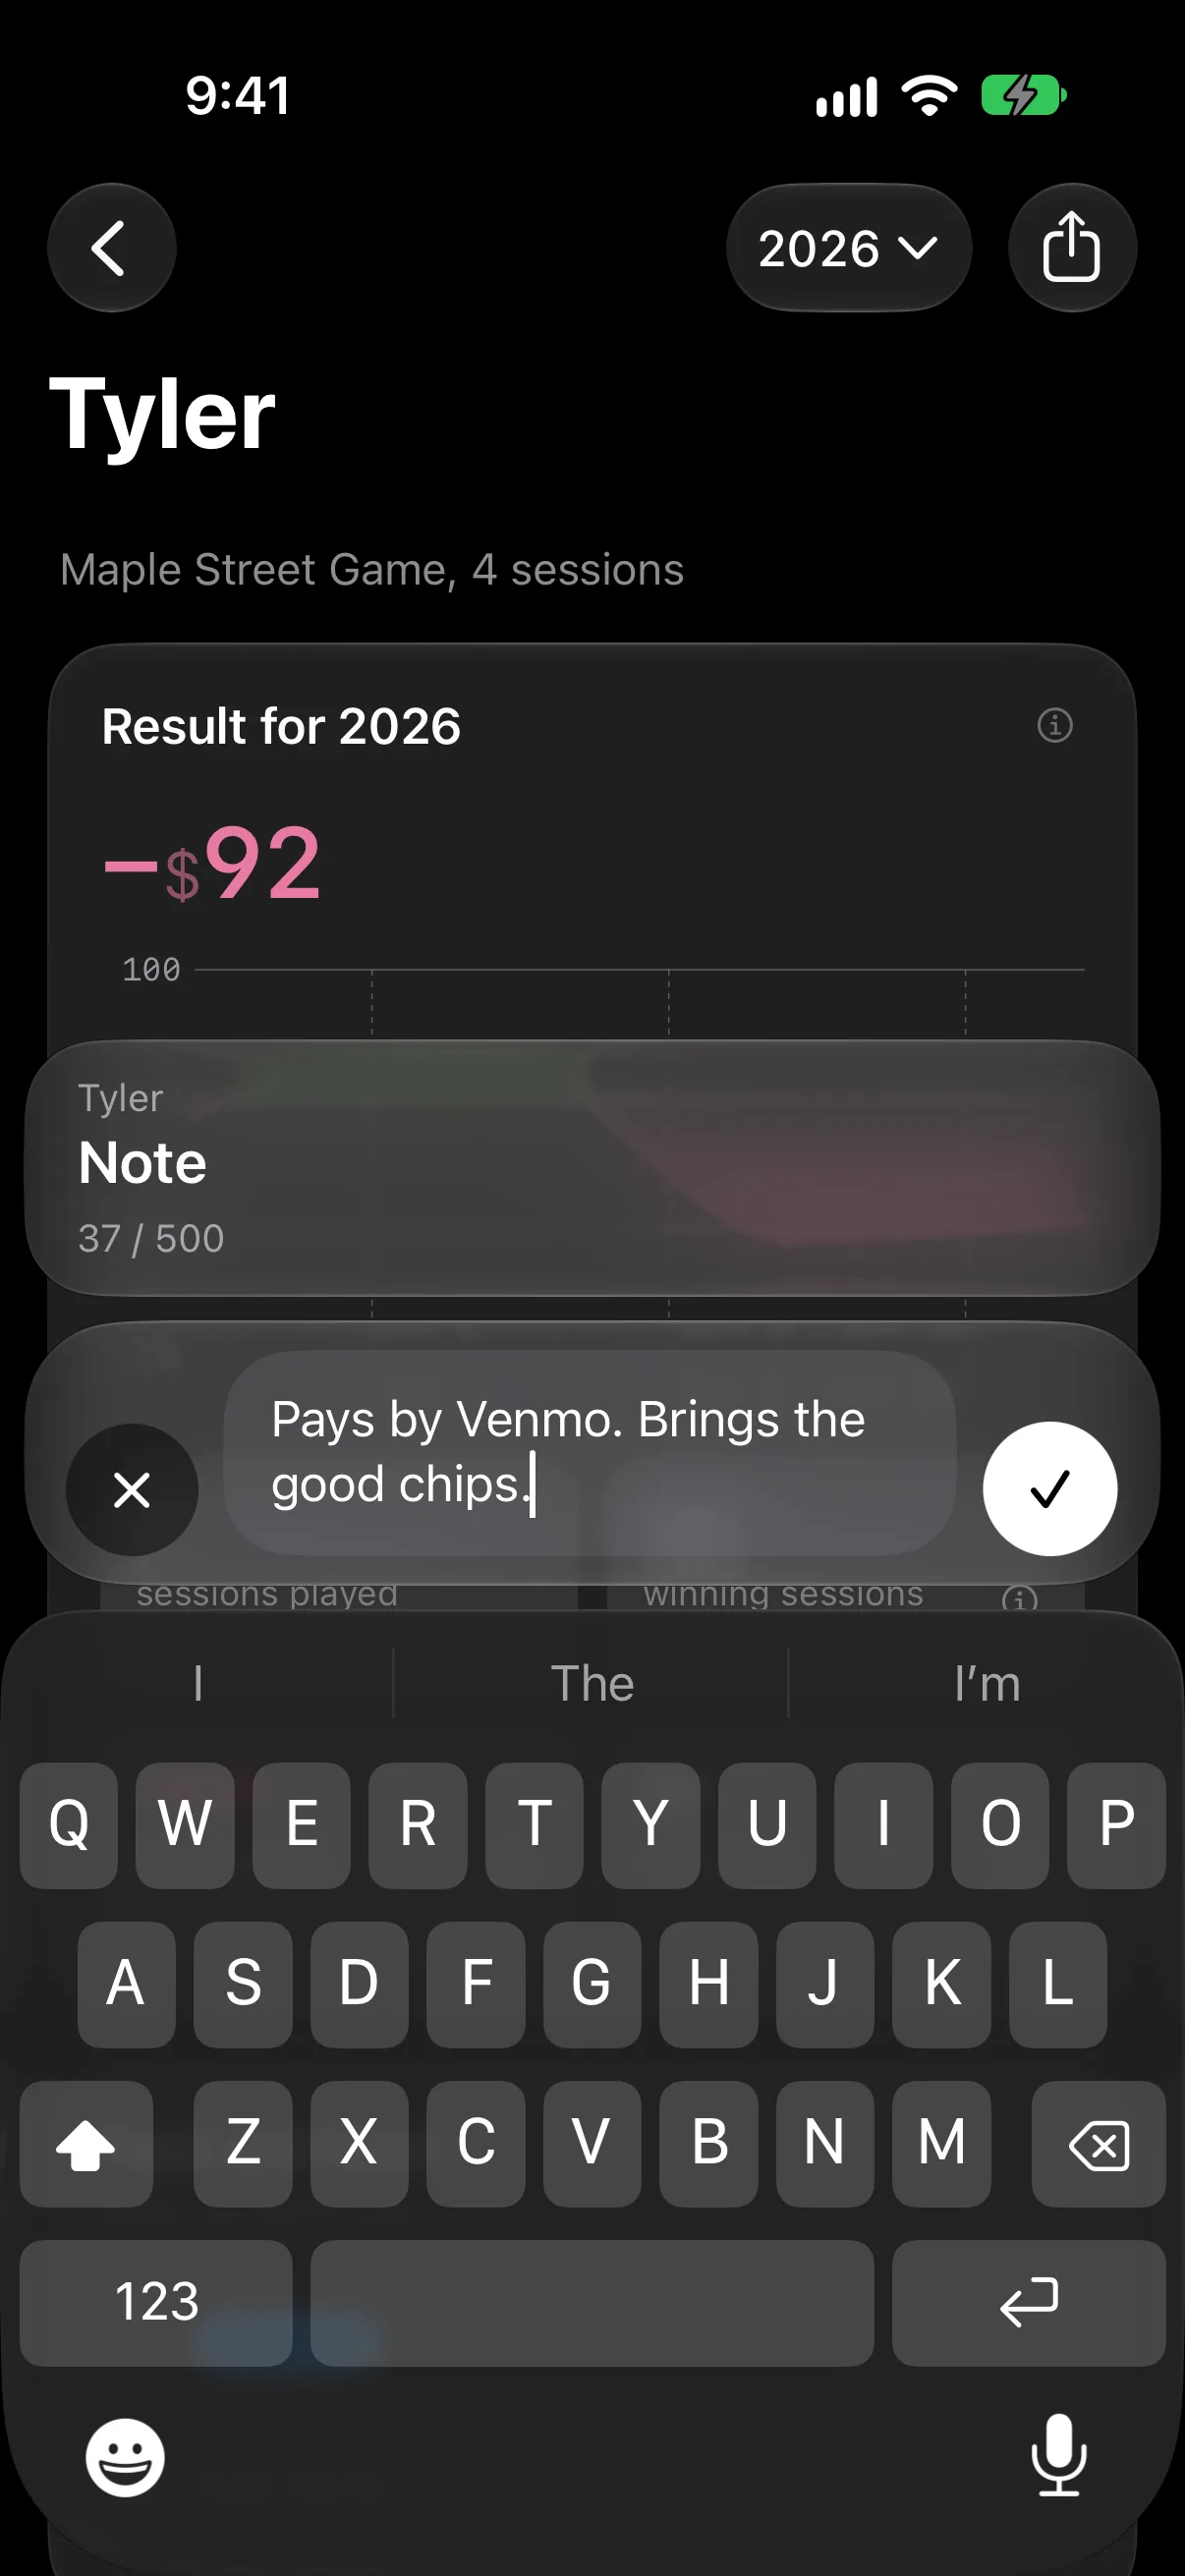 9:41
2026
Tyler
Maple Street Game, 4 sessions
Result for 2026
–$92
100
Tyler
Note
37 / 500
Pays by Venmo. Brings the
good chips.
sessions played
winning sessions
I
The
I’m
Q W E R T Y U I O P
A S D F G H J K L
Z X C V B N M
123